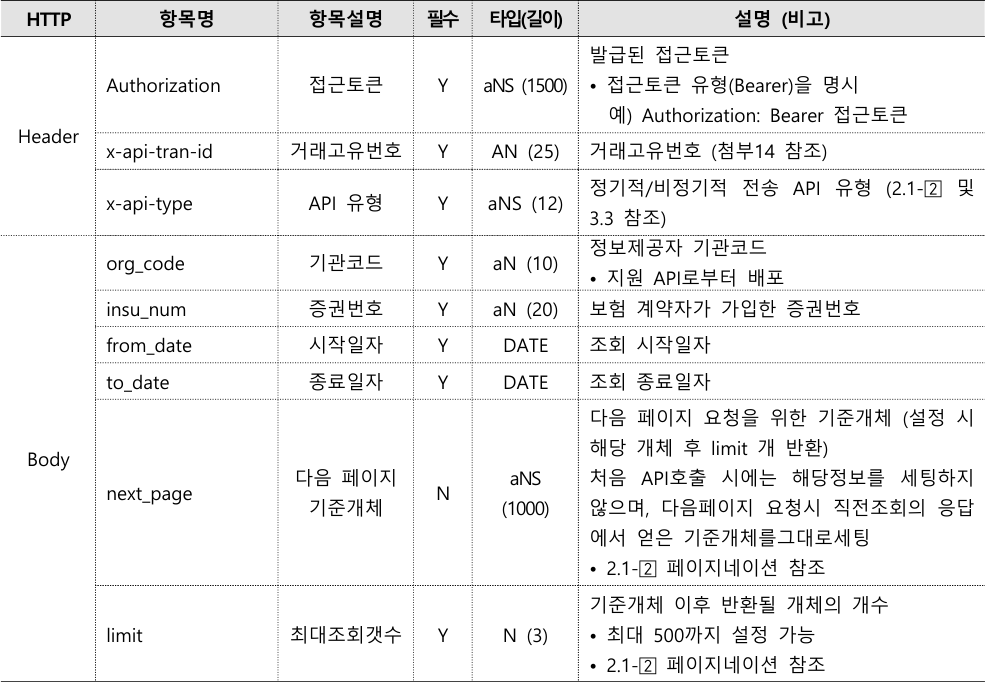 HTTP 항목명 항목설명 필수 타입(길이) 설명 (비고)
Header
Authorization 접근토큰 Y aNS (1500)
발급된 접근토큰
• 접근토큰 유형(Bearer)을 명시
예) Authorization: Bearer 접근토큰
x-api-tran-id 거래고유번호 Y AN (25) 거래고유번호 (첨부14 참조)
x-api-type API 유형 Y aNS (12)
정기적/비정기적 전송 API 유형 (2.1-2 및
3.3 참조)
Body
org_code 기관코드 Y aN (10)
정보제공자 기관코드
• 지원 API로부터 배포
insu_num 증권번호 Y aN (20) 보험 계약자가 가입한 증권번호
from_date 시작일자 Y DATE 조회 시작일자
to_date 종료일자 Y DATE 조회 종료일자
next_page
다음 페이지
기준개체
N
aNS
(1000)
다음 페이지 요청을 위한 기준개체 (설정 시
해당 개체 후 limit 개 반환)
처음 API호출 시에는 해당정보를 세팅하지
않으며, 다음페이지 요청시 직전조회의 응답
에서 얻은 기준개체를그대로세팅
• 2.1-2 페이지네이션 참조
limit 최대조회갯수 Y N (3)
기준개체 이후 반환될 개체의 개수
• 최대 500까지 설정 가능
• 2.1-2 페이지네이션 참조